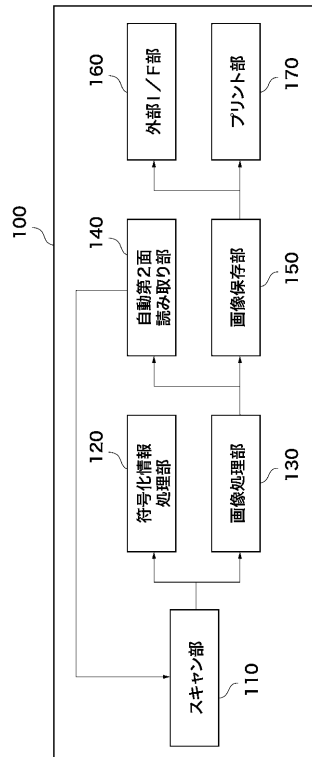 100
160
外部I／F部
140
自動第2面
読み取り部
120
符号化情報
処理部
スキャン部
110
画像処理部
130
画像保存部
150
プリント部
170